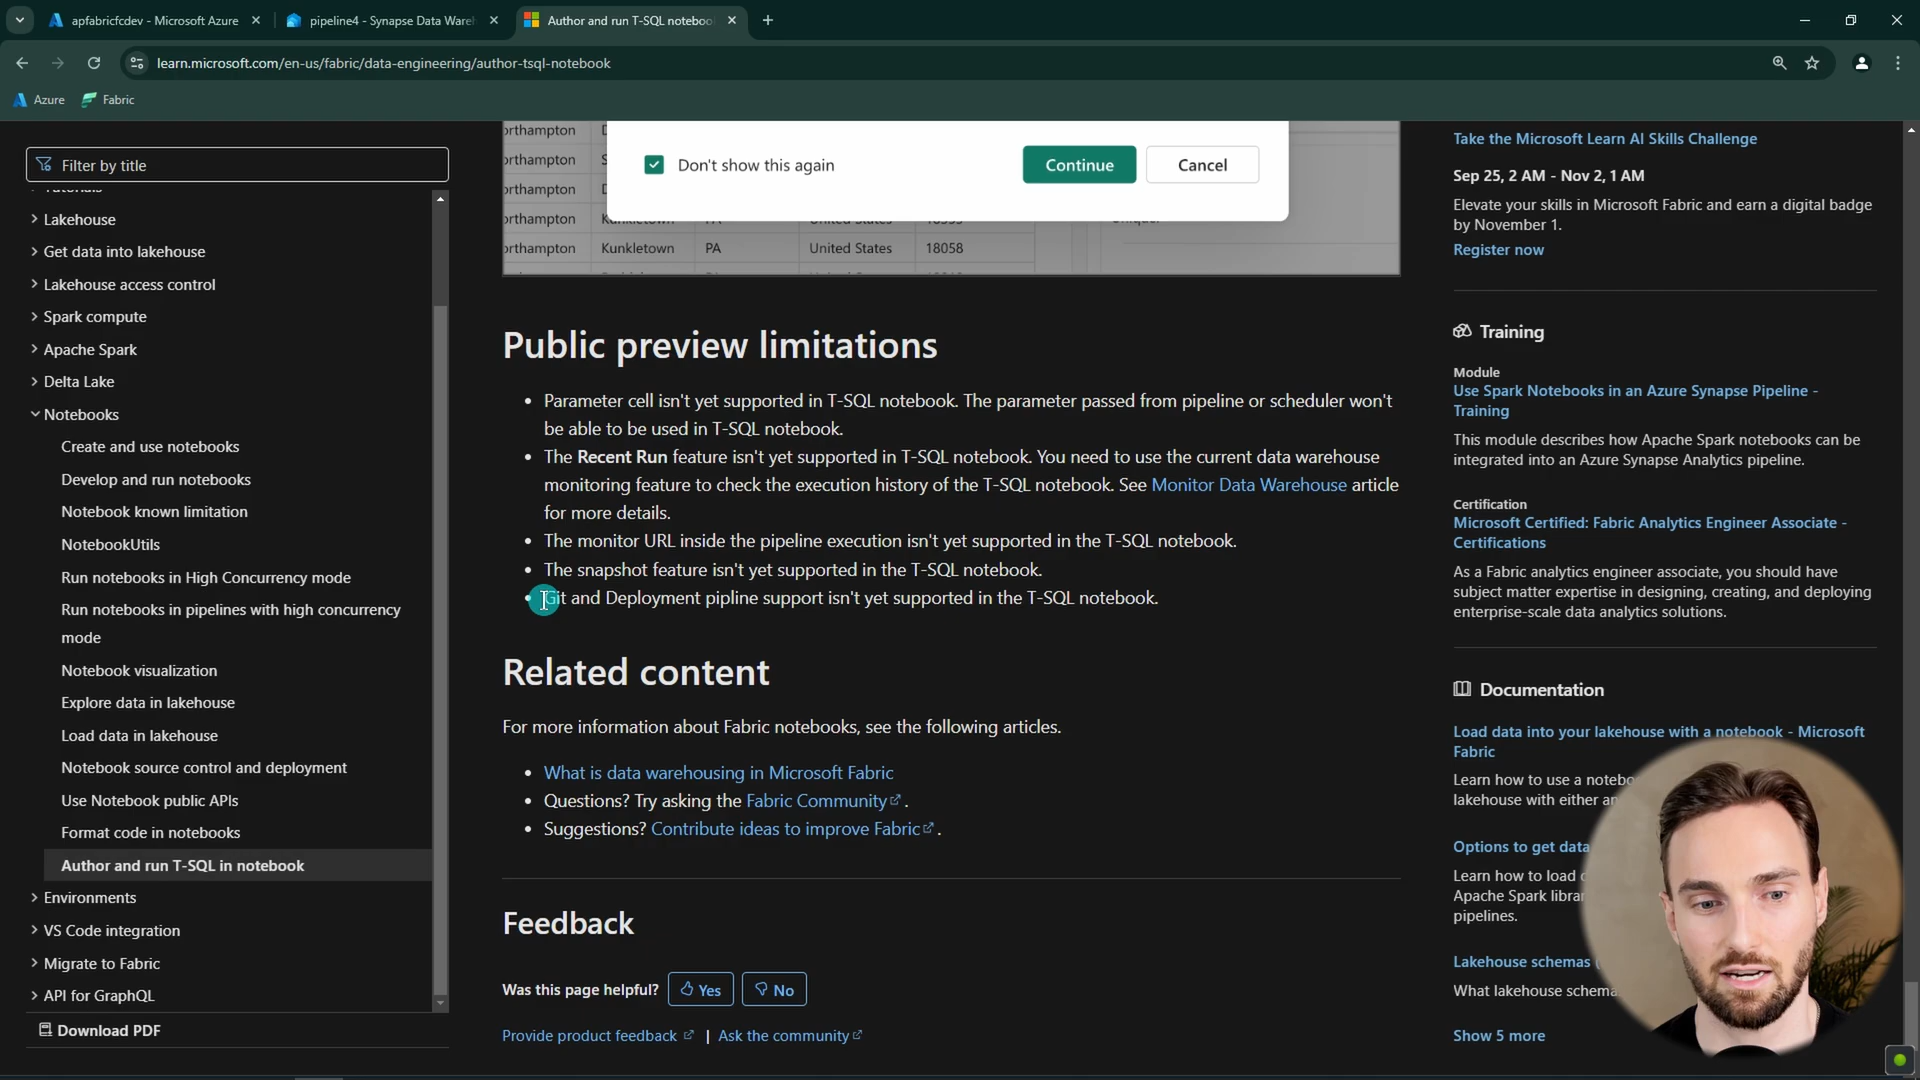 apfabricfcdev - Microsoft Azure
pipeline4 - Synapse Data Ware
Author and run T-SQL notebook
learn.microsoft.com/en-us/fabric/data-engineering/author-tsql-notebook
Azure
Fabric
Filter by title
Tutorials
Lakehouse
Get data into lakehouse
Lakehouse access control
Spark compute
Apache Spark
Delta Lake
Notebooks
Create and use notebooks
Develop and run notebooks
Notebook known limitation
NotebookUtils
Run notebooks in High Concurrency mode
Run notebooks in pipelines with high concurrency
mode
Notebook visualization
Explore data in lakehouse
Load data in lakehouse
Notebook source control and deployment
Use Notebook public APIs
Format code in notebooks
Author and run T-SQL in notebook
Environments
VS Code integration
Migrate to Fabric
API for GraphQL
Download PDF
orthampton
orthampton
orthampton
orthampton Kunkletown PA United States
orthampton Kunkletown PA United States 18058
Don't show this again
Continue
Cancel
Public preview limitations
• Parameter cell isn't yet supported in T-SQL notebook. The parameter passed from pipeline or scheduler won't
be able to be used in T-SQL notebook.
• The Recent Run feature isn't yet supported in T-SQL notebook. You need to use the current data warehouse
monitoring feature to check the execution history of the T-SQL notebook. See Monitor Data Warehouse article
for more details.
• The monitor URL inside the pipeline execution isn't yet supported in the T-SQL notebook.
• The snapshot feature isn't yet supported in the T-SQL notebook.
• Git and Deployment pipline support isn't yet supported in the T-SQL notebook.
Related content
For more information about Fabric notebooks, see the following articles.
• What is data warehousing in Microsoft Fabric
• Questions? Try asking the Fabric Community .
• Suggestions? Contribute ideas to improve Fabric .
Feedback
Was this page helpful? Yes No
Provide product feedback | Ask the community
Take the Microsoft Learn AI Skills Challenge
Sep 25, 2 AM - Nov 2, 1 AM
Elevate your skills in Microsoft Fabric and earn a digital badge
by November 1.
Register now
Training
Module
Use Spark Notebooks in an Azure Synapse Pipeline -
Training
This module describes how Apache Spark notebooks can be
integrated into an Azure Synapse Analytics pipeline.
Certification
Microsoft Certified: Fabric Analytics Engineer Associate -
Certifications
As a Fabric analytics engineer associate, you should have
subject matter expertise in designing, creating, and deploying
enterprise-scale data analytics solutions.
Documentation
Load data into your lakehouse with a notebook - Microsoft
Fabric
Learn how to use a notebo
lakehouse with either an
Options to get data
Learn how to load
Apache Spark librar
pipelines.
Lakehouse schemas
What lakehouse schema
Show 5 more